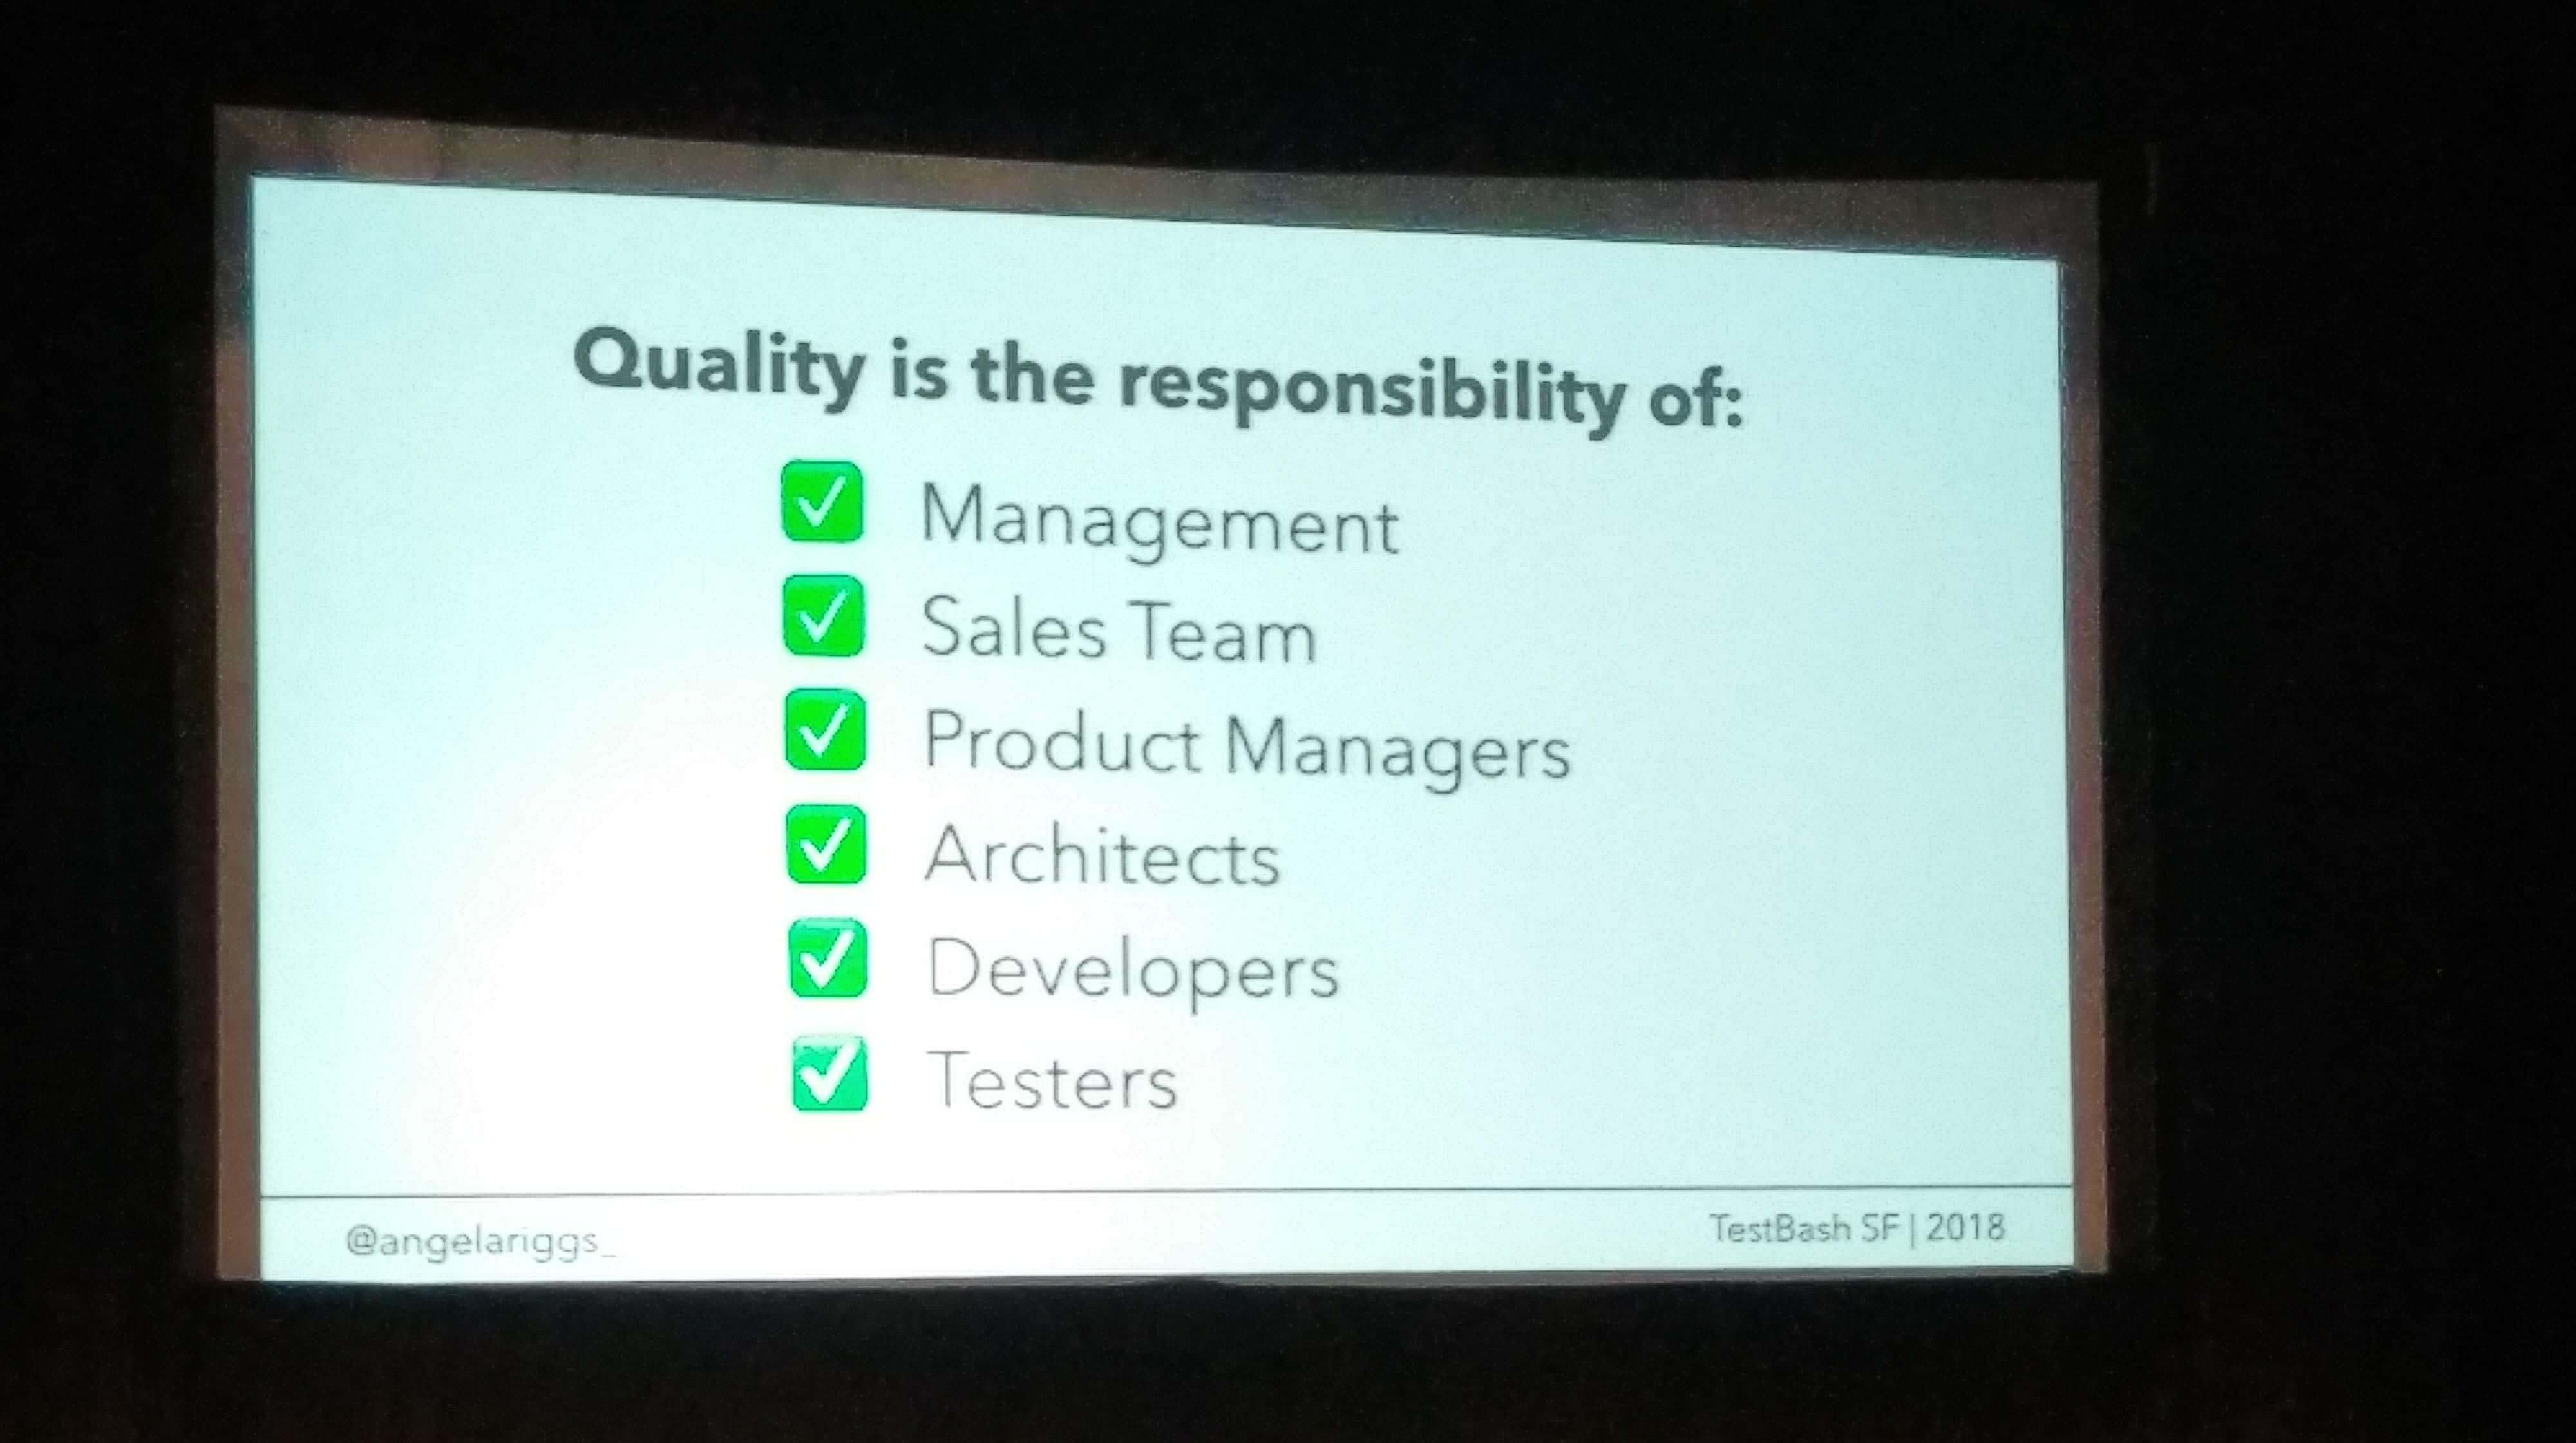 Quality is the responsibility of:
✅ Management
✅ Sales Team
✅ Product Managers
✅ Architects
✅ Developers
✅ Testers
@angelariggs_
TestBash SF | 2018